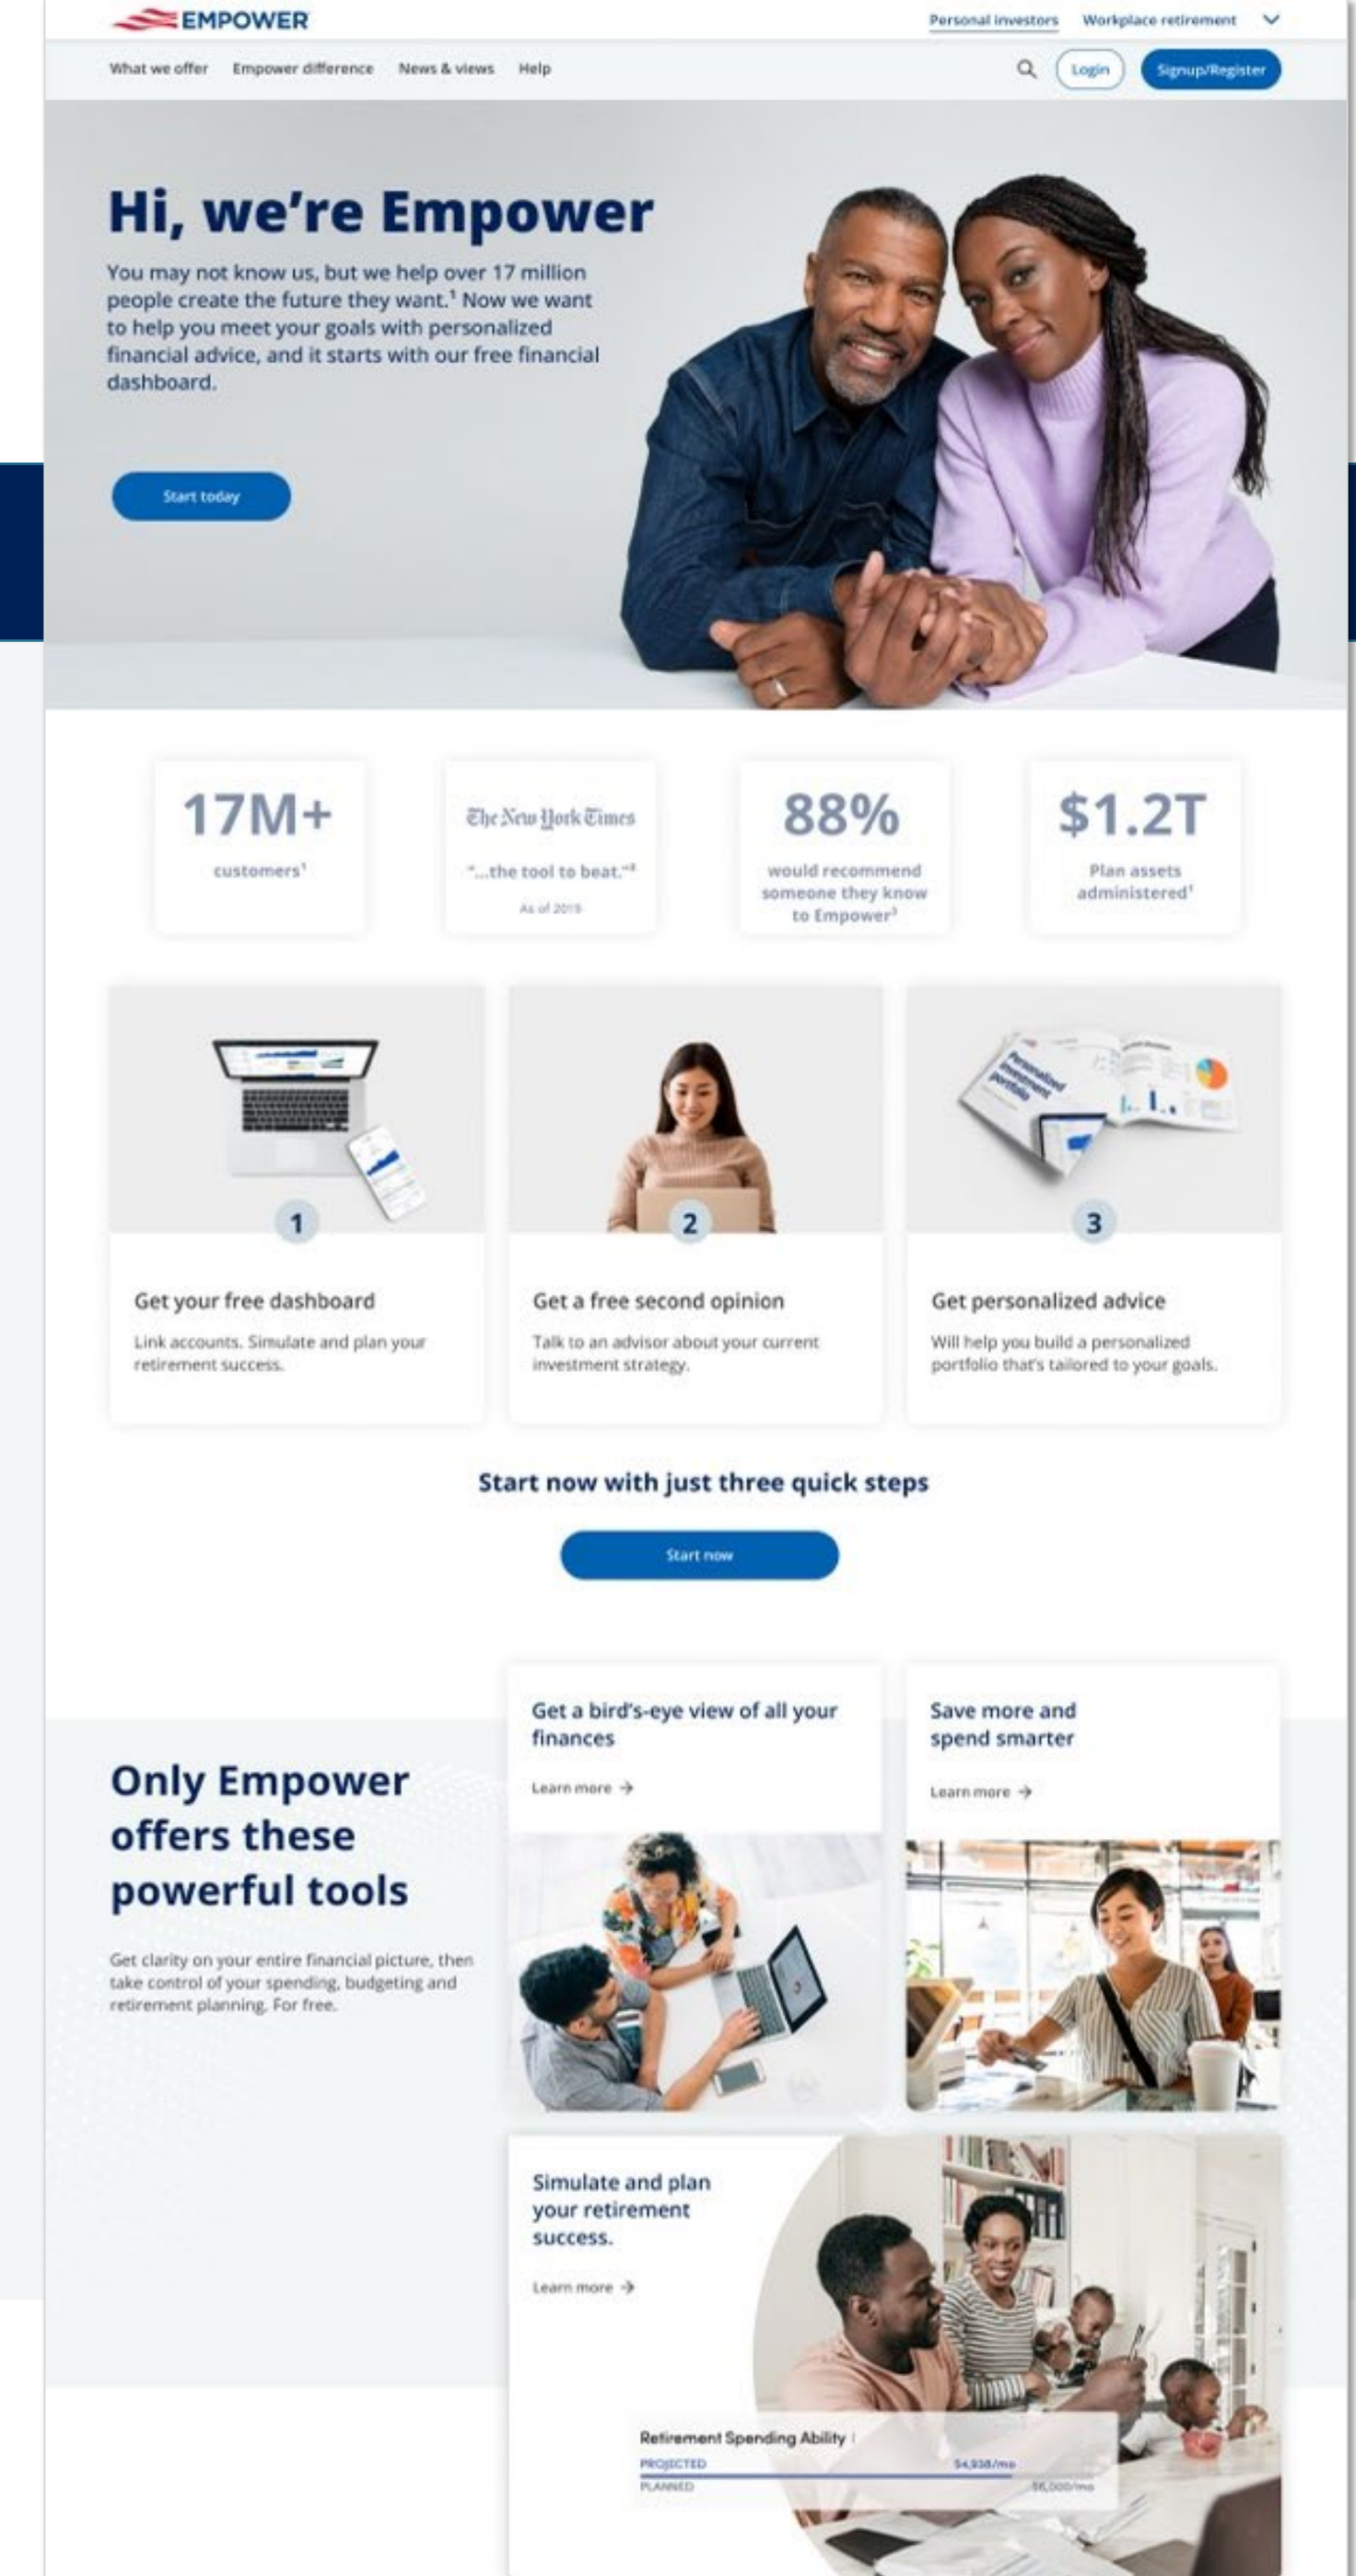 EMPOWER
Personal investors
Workplace retirement
What we offer
Empower difference
News & views
Help
Login
Signup/Register
Hi, we're Empower
You may not know us, but we help over 17 million
people create the future they want.¹ Now we want
to help you meet your goals with personalized
financial advice, and it starts with our free financial
dashboard.
Start today
17M+
customers¹
The New York Times
"...the tool to beat."²
As of 2019
88%
would recommend
someone they know
to Empower³
$1.2T
Plan assets
administered¹
Personalized
investment
portfolio
1
2
3
Get your free dashboard
Link accounts. Simulate and plan your
retirement success.
Get a free second opinion
Talk to an advisor about your current
investment strategy.
Get personalized advice
Will help you build a personalized
portfolio that's tailored to your goals.
Start now with just three quick steps
Start now
Only Empower
offers these
powerful tools
Get clarity on your entire financial picture, then
take control of your spending, budgeting and
retirement planning. For free.
Get a bird's-eye view of all your
finances
Learn more →
Save more and
spend smarter
Learn more →
Simulate and plan
your retirement
success.
Learn more →
Retirement Spending Ability
PROJECTED
$4,938/mo
PLANNED
$6,000/mo